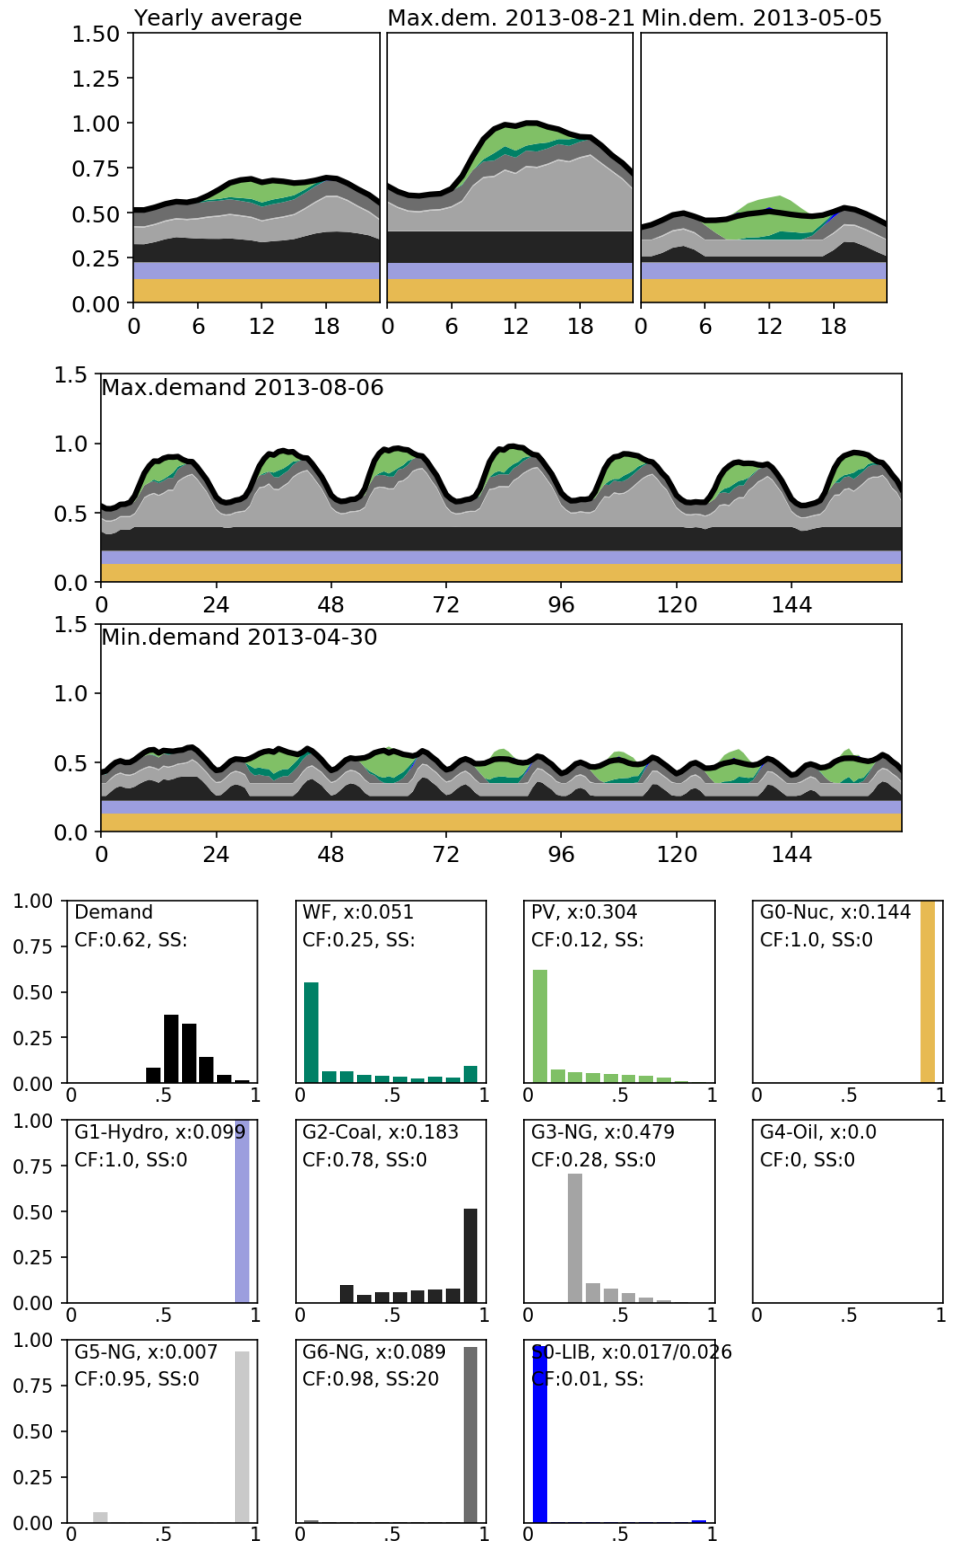 Yearly average Max.dem. 2013-08-21 Min.dem. 2013-05-05
1.50
1.25
1.00
0.75
0.50
0.25
0.00
0 6 12 18 0 6 12 18 0 6 12 18
Max.demand 2013-08-06
1.5
1.0
0.5
0.0
0 24 48 72 96 120 144
Min.demand 2013-04-30
1.5
1.0
0.5
0.0
0 24 48 72 96 120 144
1.00
0.75
0.50
0.25
0.00
Demand
CF:0.62, SS:
0 .5 1
WF, x:0.051
CF:0.25, SS:
0 .5 1
PV, x:0.304
CF:0.12, SS:
0 .5 1
G0-Nuc, x:0.144
CF:1.0, SS:0
0 .5 1
1.00
0.75
0.50
0.25
0.00
G1-Hydro, x:0.099
CF:1.0, SS:0
0 .5 1
G2-Coal, x:0.183
CF:0.78, SS:0
0 .5 1
G3-NG, x:0.479
CF:0.28, SS:0
0 .5 1
G4-Oil, x:0.0
CF:0, SS:0
0 .5 1
1.00
0.75
0.50
0.25
0.00
G5-NG, x:0.007
CF:0.95, SS:0
0 .5 1
G6-NG, x:0.089
CF:0.98, SS:20
0 .5 1
S0-LIB, x:0.017/0.026
CF:0.01, SS:
0 .5 1